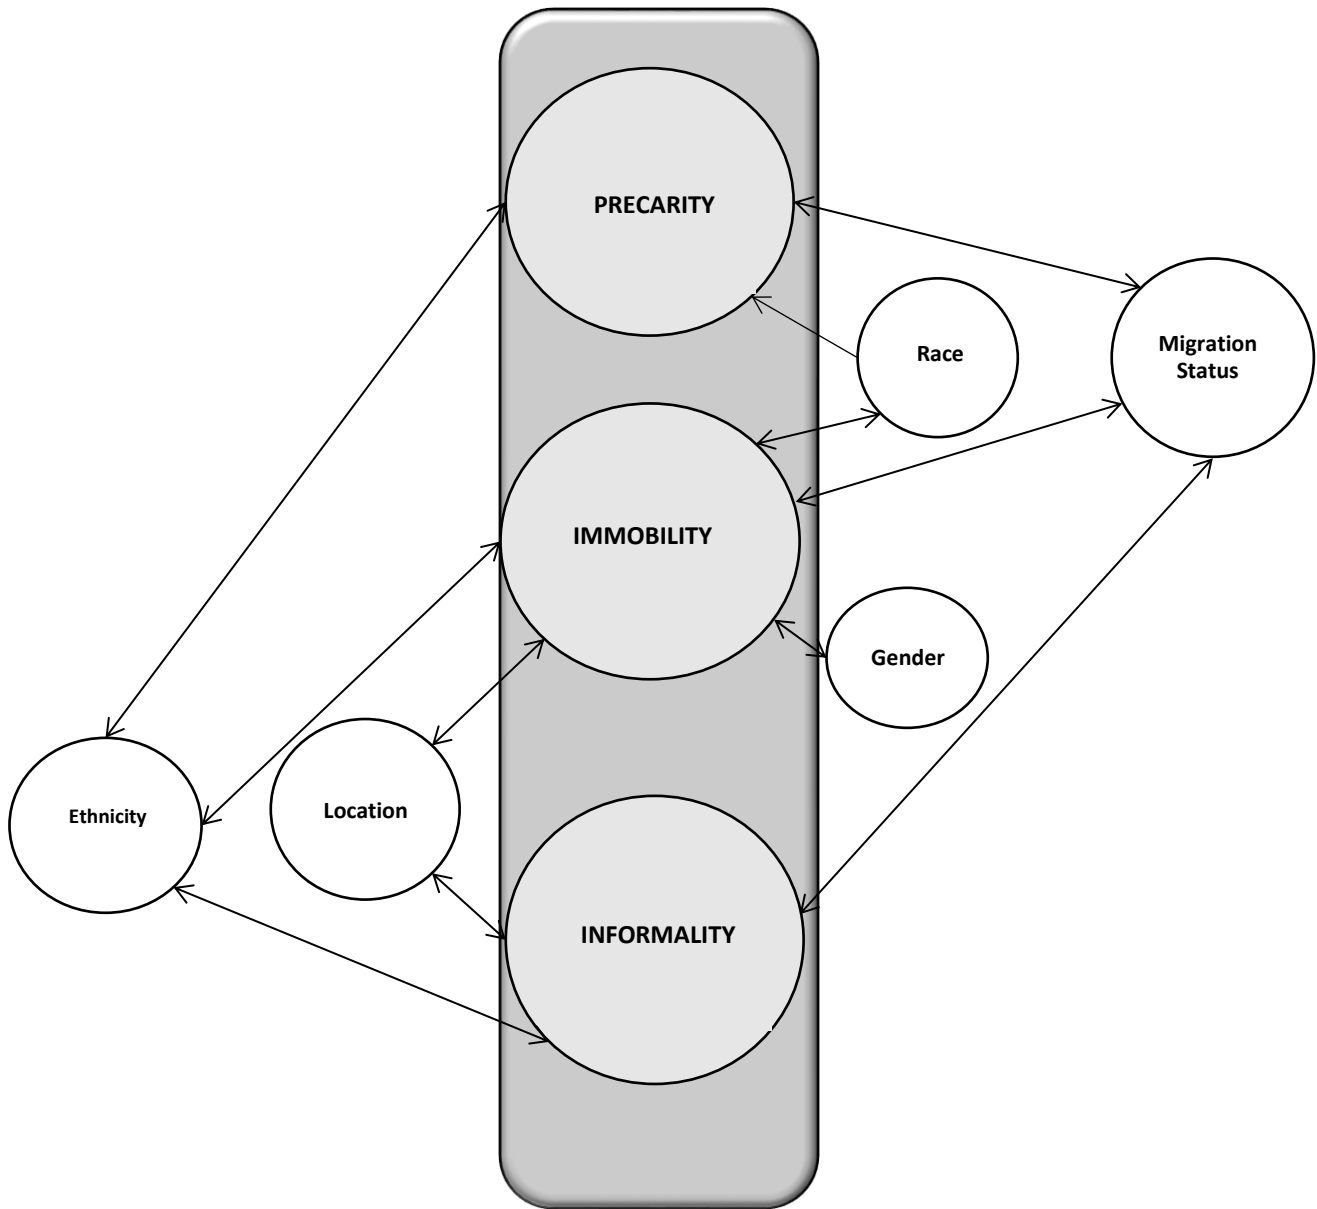 PRECARITY
Race
Migration
Status
IMMOBILITY
Gender
Ethnicity
Location
INFORMALITY